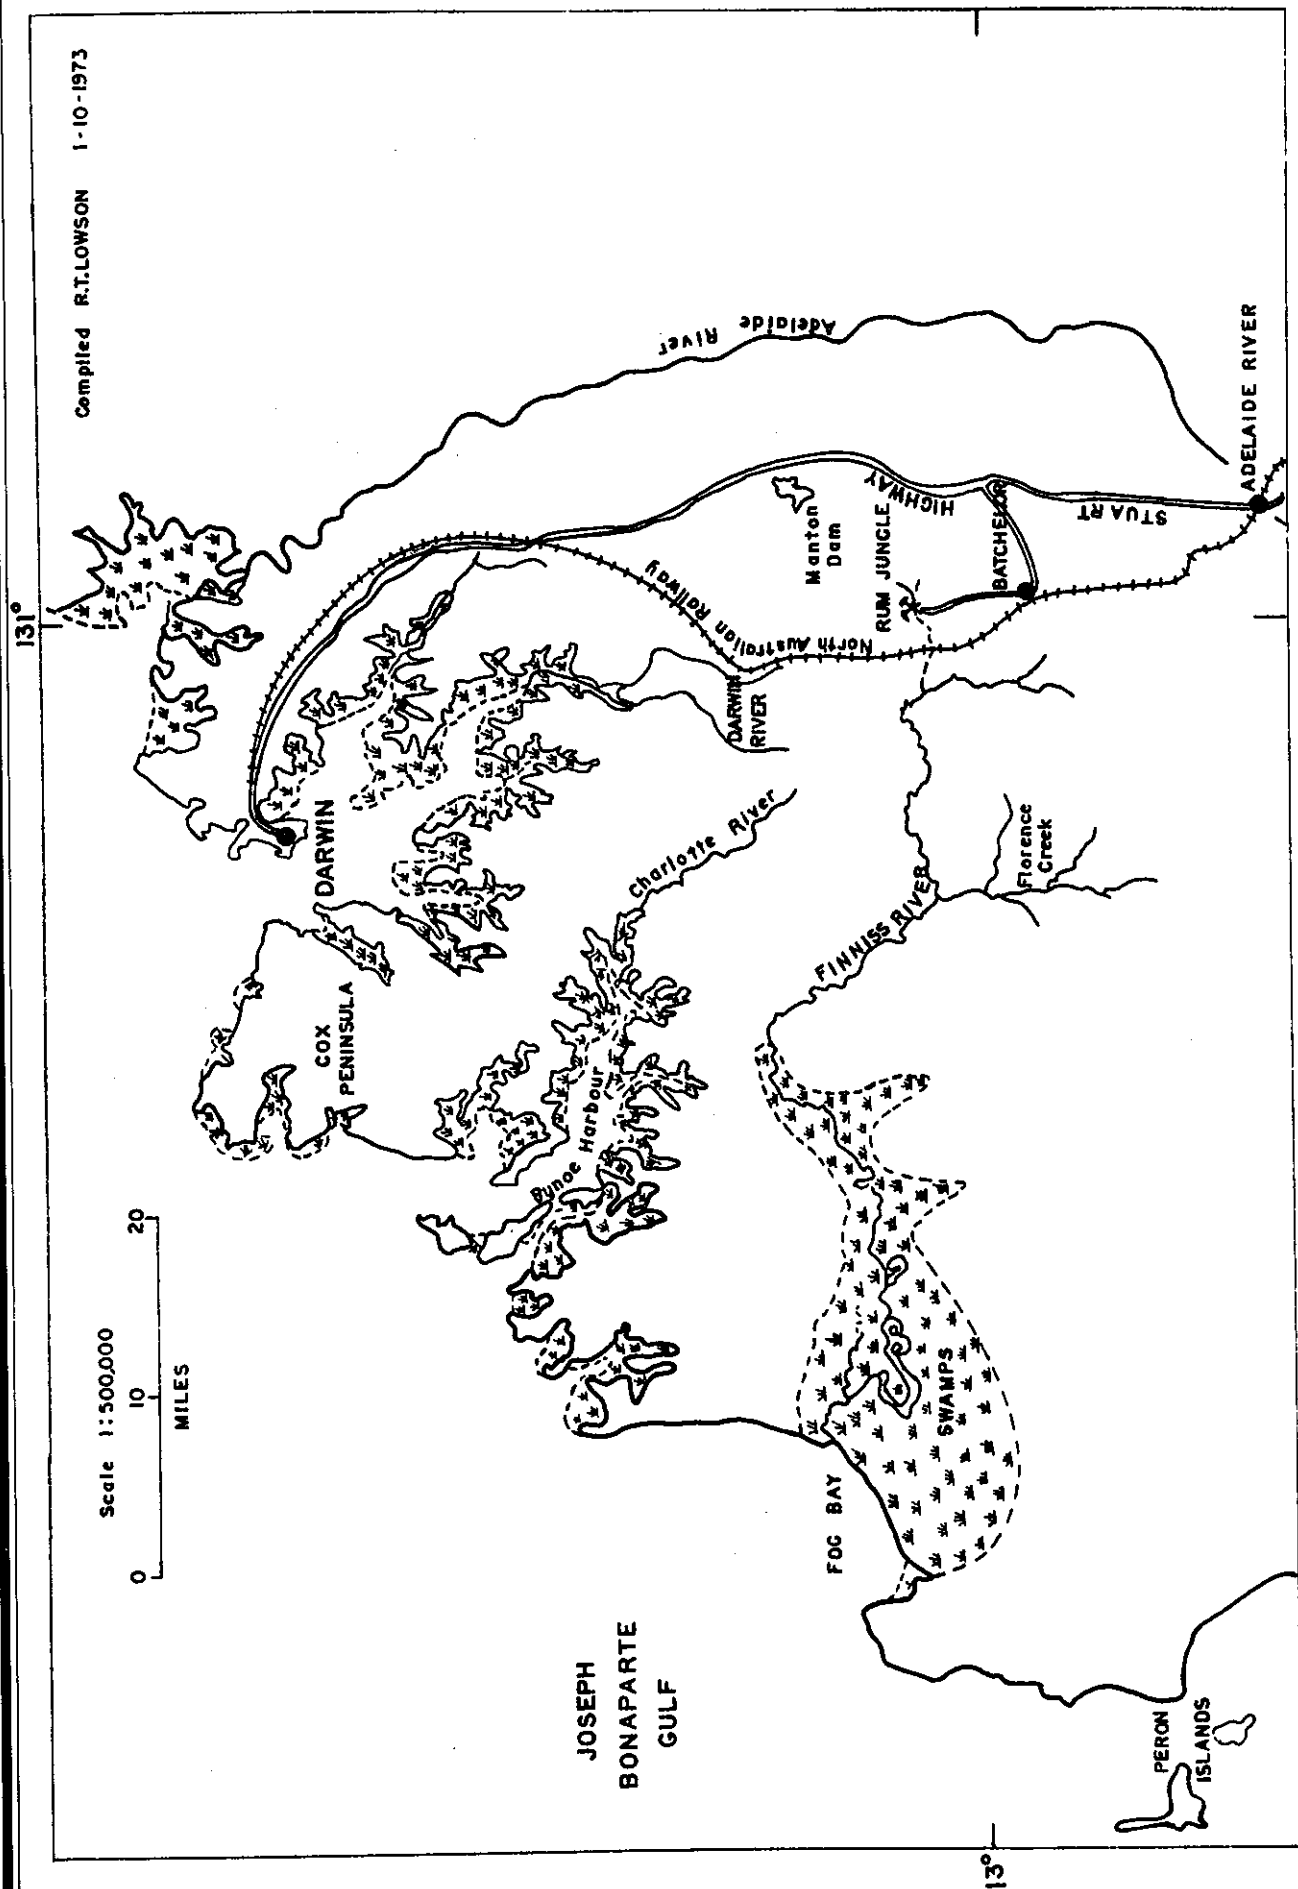 Compiled R.T.LOWSON 1-10-1973
131°
Scale 1:500,000
0 10 20
MILES
DARWIN
COX
PENINSULA
Bynoe Harbour
Charlotte River
DARWIN
RIVER
North Australian Railway
Adelaide River
Manton
Dam
RUM JUNGLE
STUART HIGHWAY
BATCHELOR
ADELAIDE RIVER
FINNISS RIVER
Florence
Creek
SWAMPS
FOG BAY
JOSEPH
BONAPARTE
GULF
PERON
ISLANDS
13°